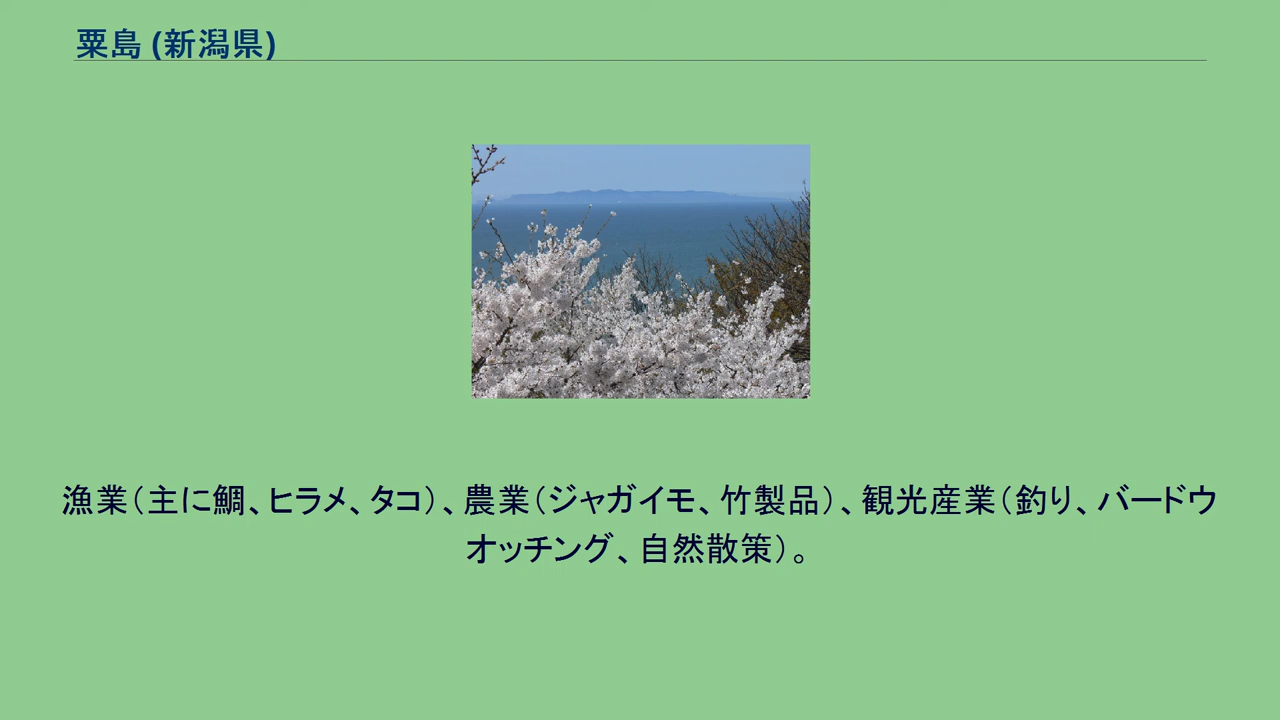 粟島 (新潟県)
漁業（主に鯛、ヒラメ、タコ）、農業（ジャガイモ、竹製品）、観光産業（釣り、バードウ
オッチング、自然散策）。